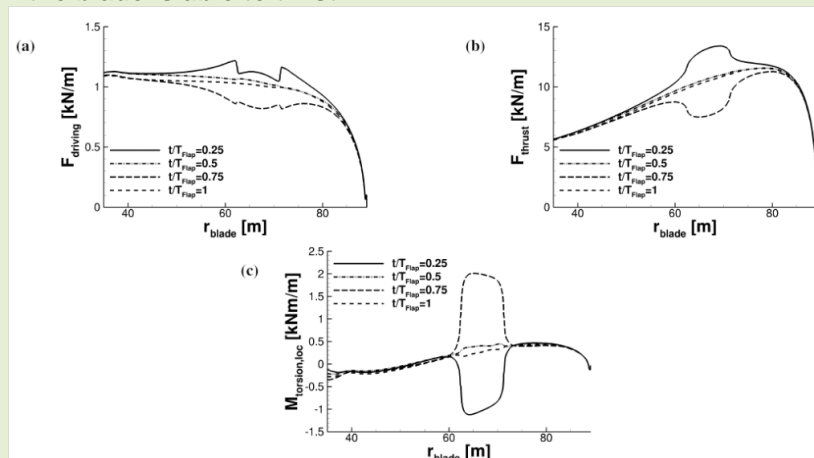 (a)
F_driving [kN/m]
1.5
1
0.5
0
t/T_Flap=0.25
t/T_Flap=0.5
t/T_Flap=0.75
t/T_Flap=1
40 60 80
r_blade [m]
(b)
F_thrust [kN/m]
15
10
5
0
t/T_Flap=0.25
t/T_Flap=0.5
t/T_Flap=0.75
t/T_Flap=1
40 60 80
r_blade [m]
(c)
M_torsion,loc [kNm/m]
2.5
2
1.5
1
0.5
0
-0.5
-1
-1.5
t/T_Flap=0.25
t/T_Flap=0.5
t/T_Flap=0.75
t/T_Flap=1
40 60 80
r_blade [m]